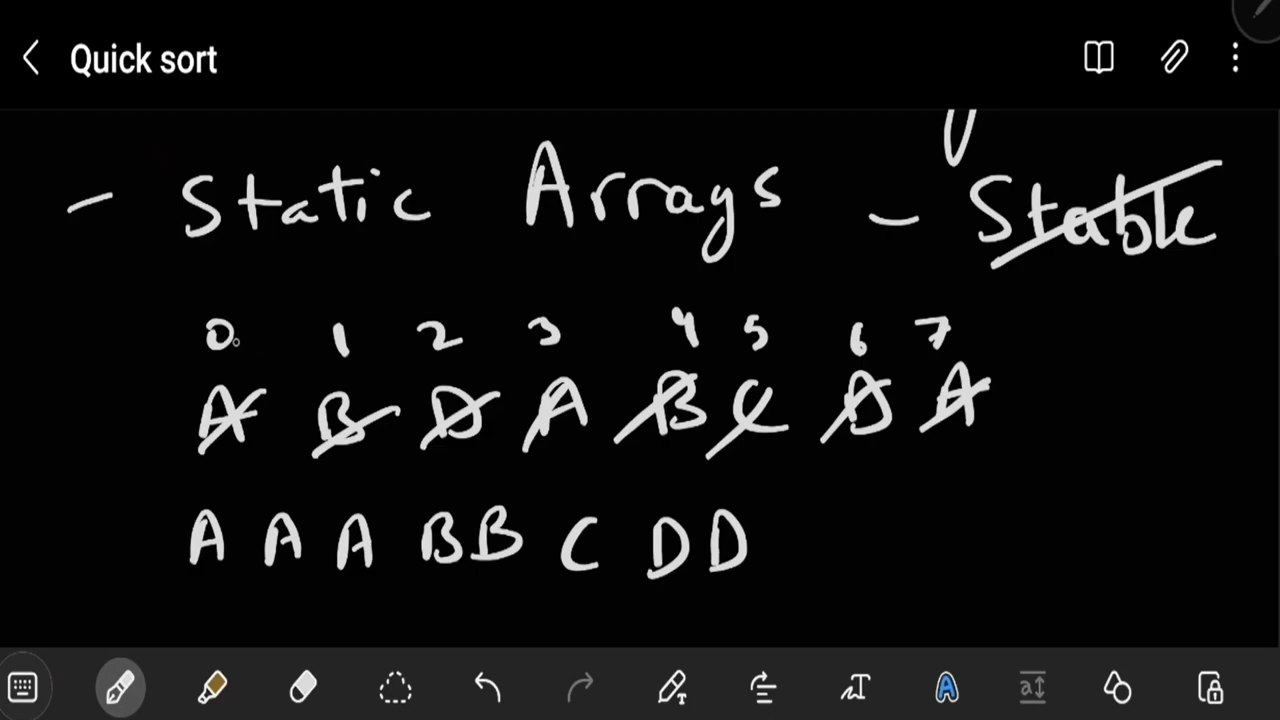 Quick sort
- Static Arrays - Stable
0 1 2 3 4 5 6 7
A B D A B C D A
A A A B B C D D